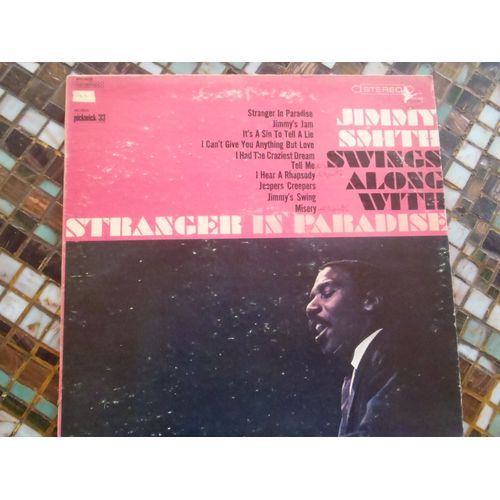 STEREO
pickwick 33
Stranger In Paradise
Jimmy's Jam
It's A Sin To Tell A Lie
I Can't Give You Anything But Love
I Had The Craziest Dream
Tell Me
I Hear A Rhapsody
Jeepers Creepers
Jimmy's Swing
Misery
JIMMY
SMITH
SWINGS
ALONG
WITH
STRANGER IN PARADISE